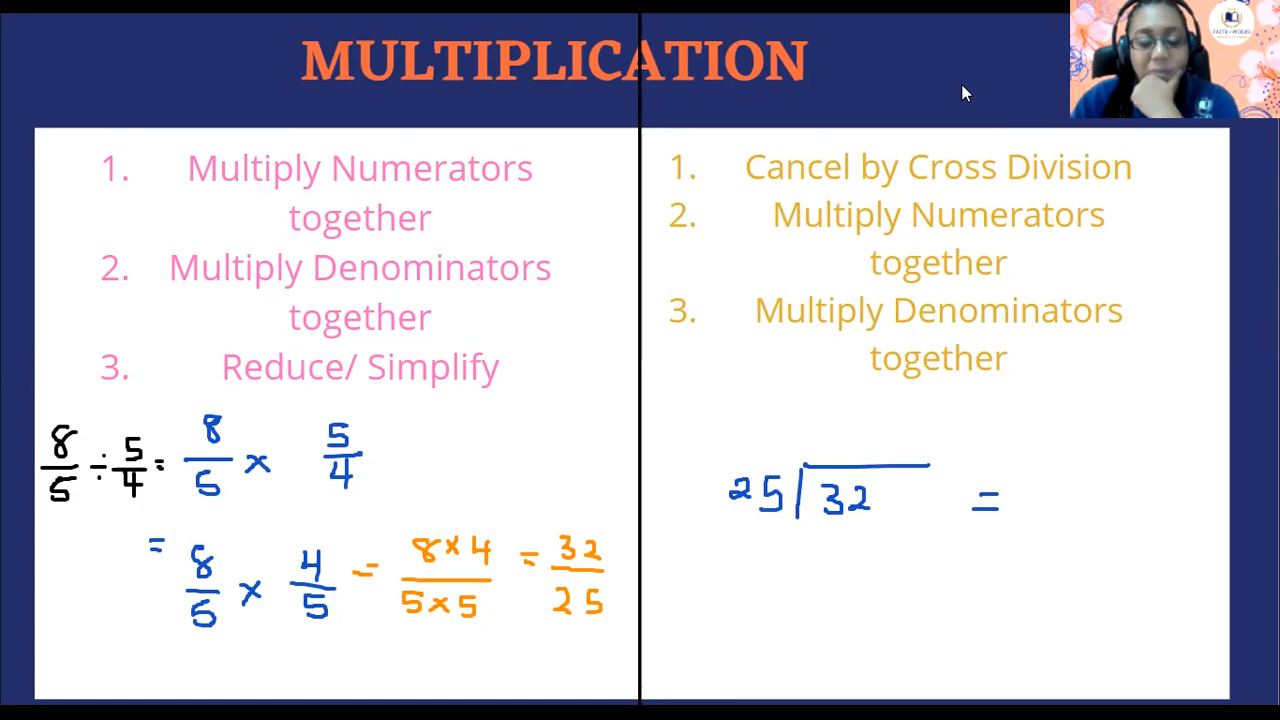 MULTIPLICATION
1. Multiply Numerators
together
2. Multiply Denominators
together
3. Reduce/ Simplify
8/5 ÷ 5/4 = 8/5 × 5/4
= 8/5 × 4/5 = 8×4/5×5 = 32/25
1. Cancel by Cross Division
2. Multiply Numerators
together
3. Multiply Denominators
together
25)32 =